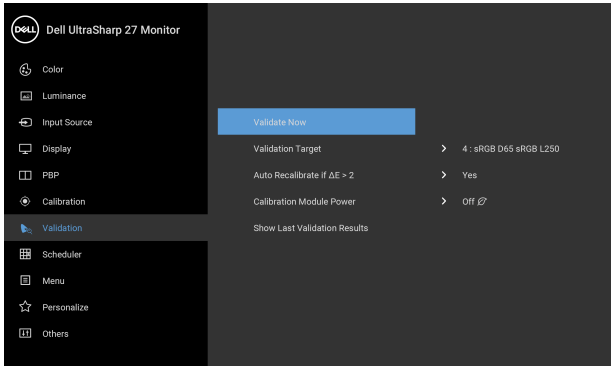 DELL Dell UltraSharp 27 Monitor
Color
Luminance
Input Source
Display
PBP
Calibration
Validation
Scheduler
Menu
Personalize
Others
Validate Now
Validation Target > 4 : sRGB D65 sRGB L250
Auto Recalibrate if ΔE > 2 > Yes
Calibration Module Power > Off
Show Last Validation Results